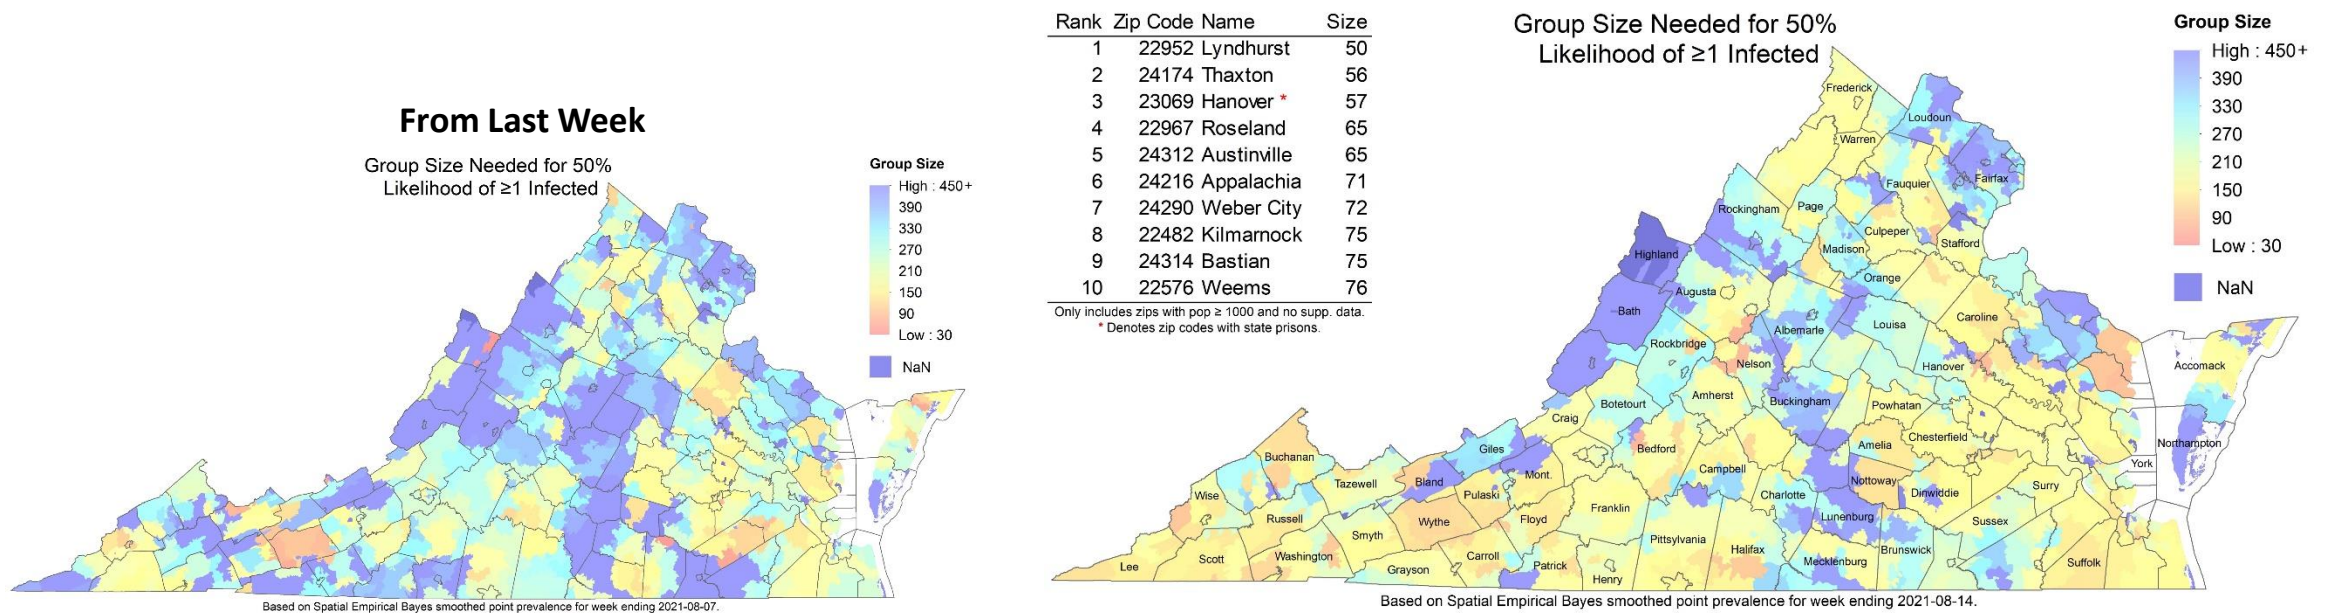 From Last Week
Group Size Needed for 50%
Likelihood of ≥1 Infected
Group Size
High : 450+
390
330
270
210
150
90
Low : 30
NaN
Based on Spatial Empirical Bayes smoothed point prevalence for week ending 2021-08-07.
Rank Zip Code Name Size
1 22952 Lyndhurst 50
2 24174 Thaxton 56
3 23069 Hanover * 57
4 22967 Roseland 65
5 24312 Austinville 65
6 24216 Appalachia 71
7 24290 Weber City 72
8 22482 Kilmarnock 75
9 24314 Bastian 75
10 22576 Weems 76
Only includes zips with pop ≥ 1000 and no supp. data.
* Denotes zip codes with state prisons.
Group Size Needed for 50%
Likelihood of ≥1 Infected
Group Size
High : 450+
390
330
270
210
150
90
Low : 30
NaN
Frederick
Loudoun
Warren
Fairfax
Fauquier
Rockingham
Page
Culpeper
Stafford
Madison
Highland
Orange
Augusta
Bath
Albemarle
Louisa
Caroline
Rockbridge
Nelson
Hanover
Accomack
Amherst
Buckingham
Botetourt
Powhatan
Craig
Chesterfield
Amelia
Northampton
Giles
Bedford
Buchanan
York
Campbell
Mont.
Tazewell
Bland
Nottoway
Dinwiddie
Surry
Wise
Pulaski
Charlotte
Franklin
Russell
Wythe
Floyd
Lunenburg
Sussex
Smyth
Pittsylvania
Halifax
Brunswick
Scott
Washington
Carroll
Patrick
Mecklenburg
Suffolk
Lee
Grayson
Henry
Based on Spatial Empirical Bayes smoothed point prevalence for week ending 2021-08-14.